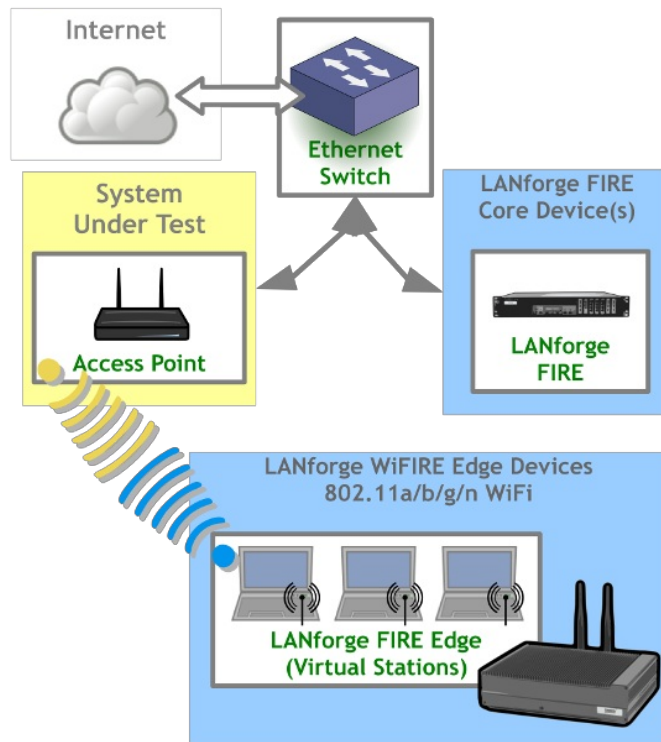 Internet
Ethernet
Switch
System
Under Test
Access Point
LANforge FIRE
Core Device(s)
LANforge
FIRE
LANforge WiFIRE Edge Devices
802.11a/b/g/n WiFi
LANforge FIRE Edge
(Virtual Stations)